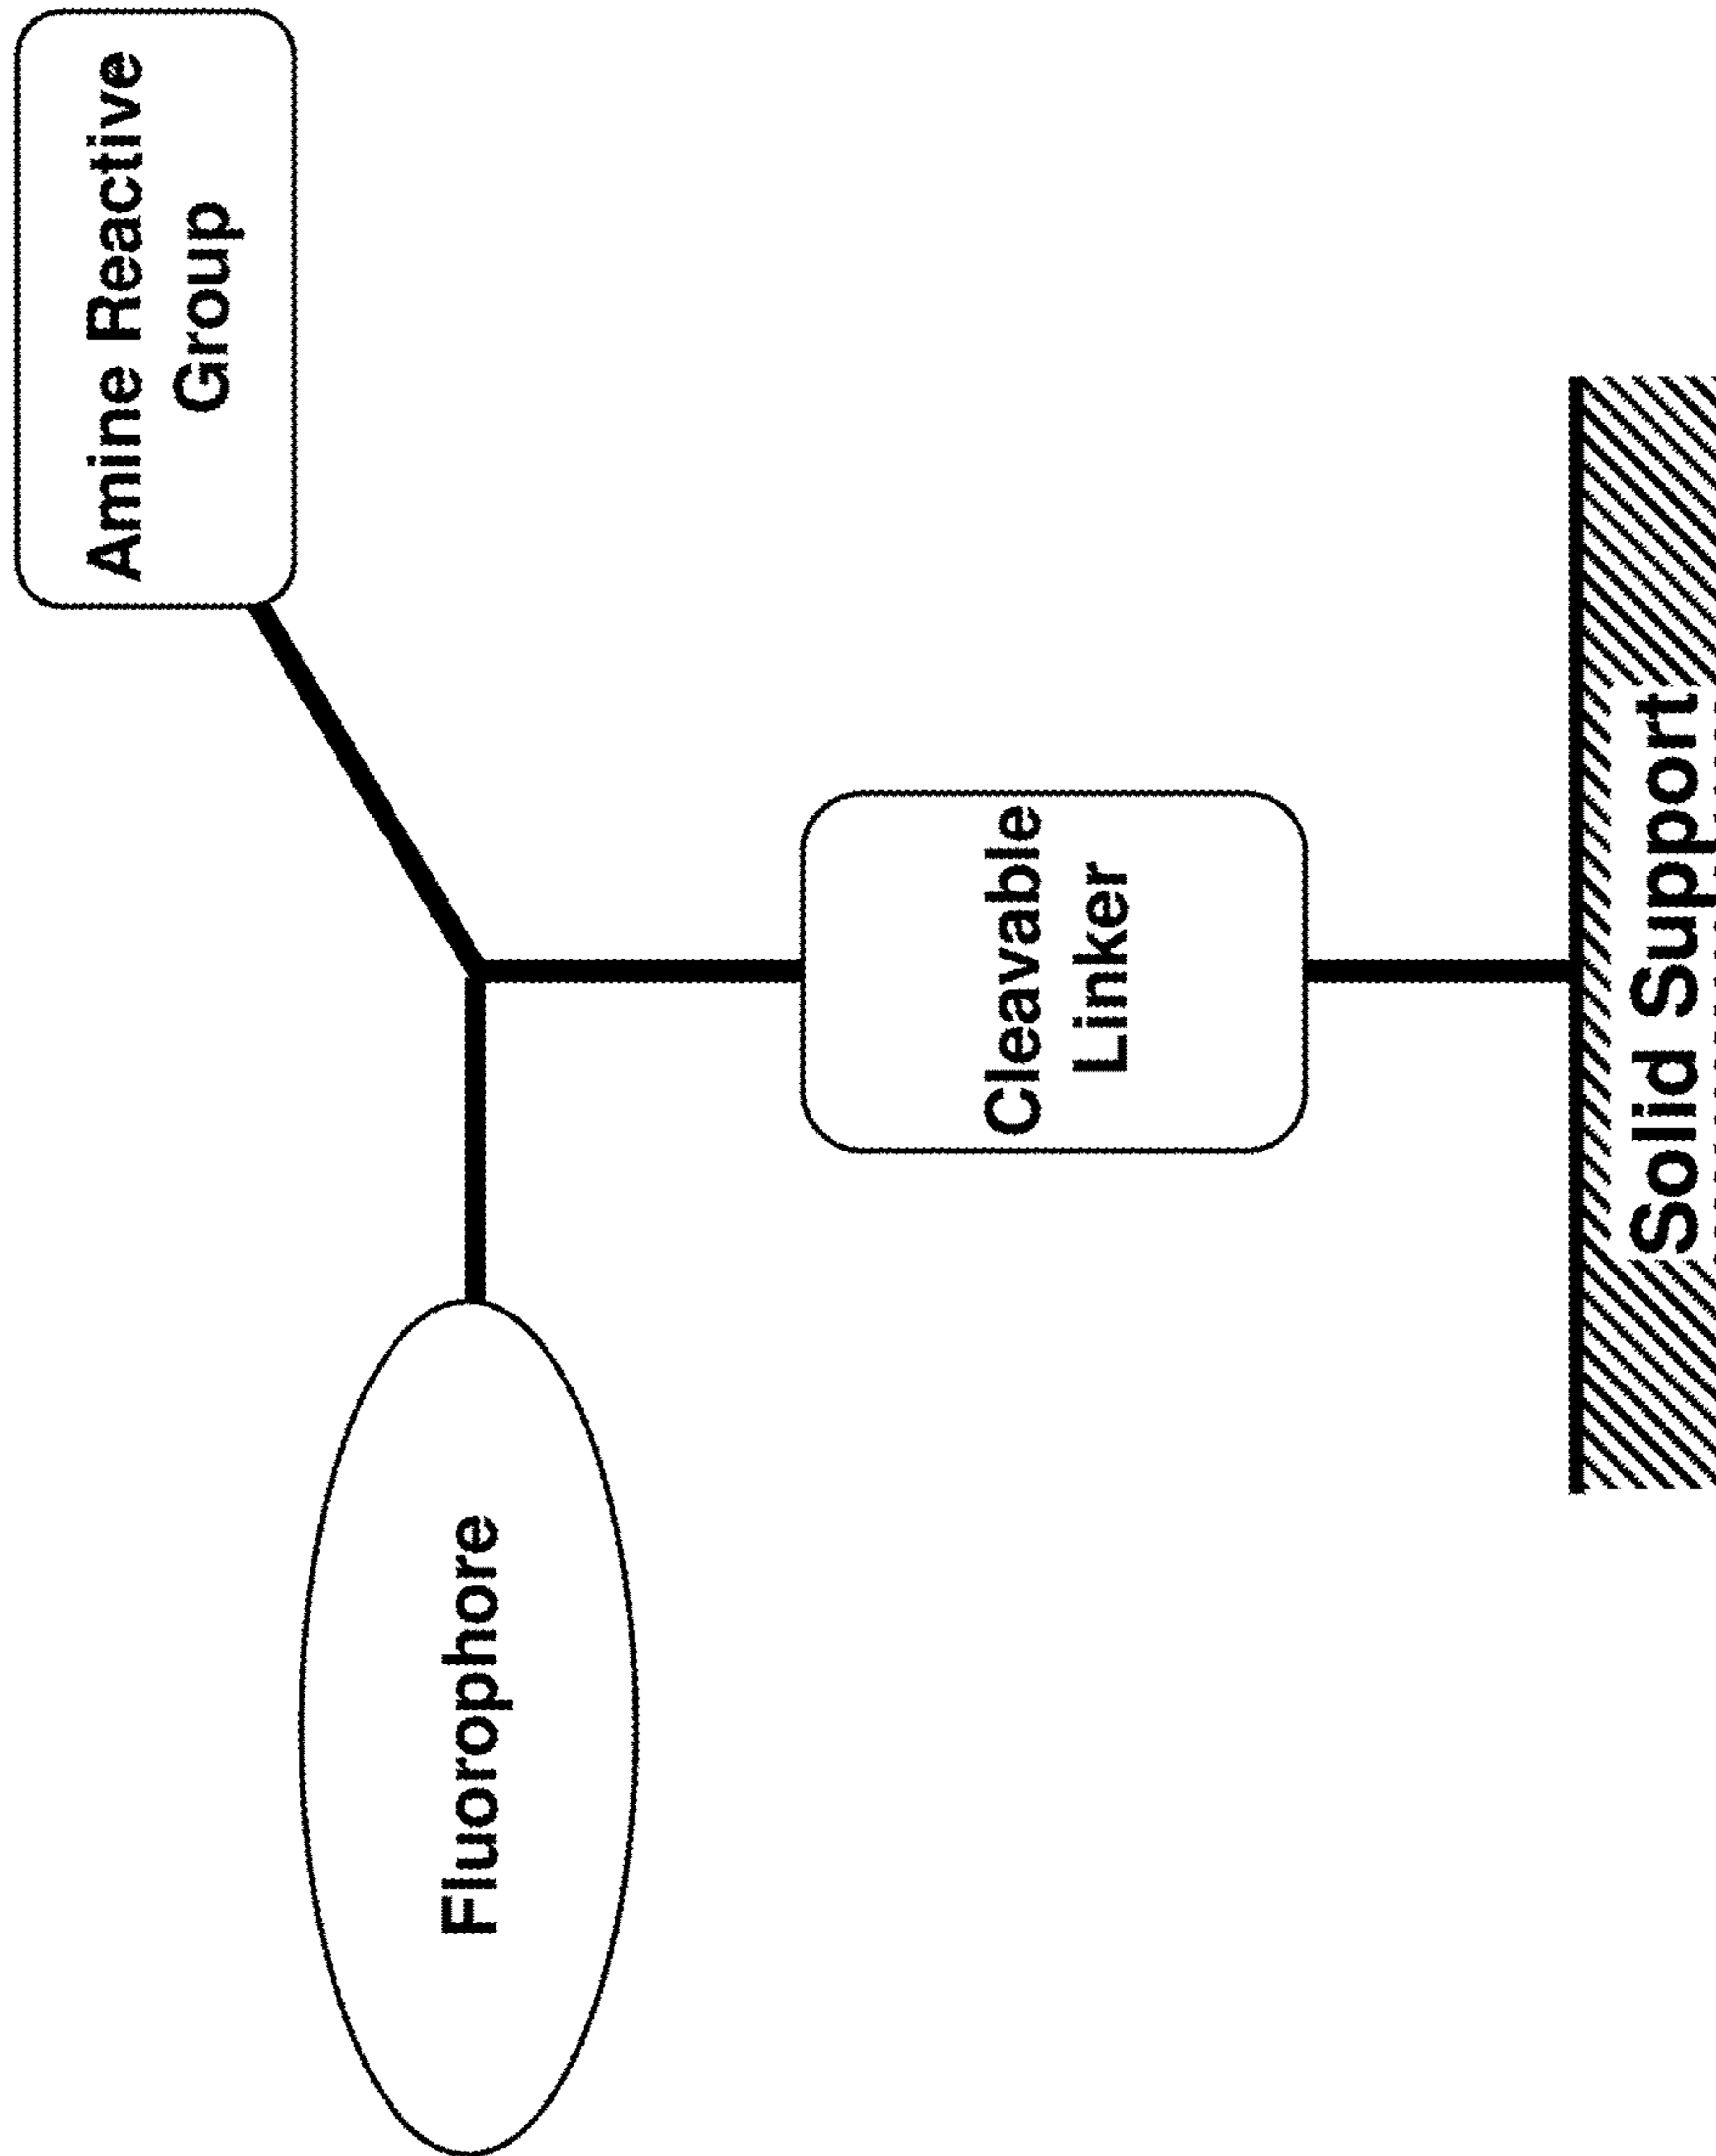 Fluorophore
Amine Reactive
Group
Cleavable
Linker
Solid Support